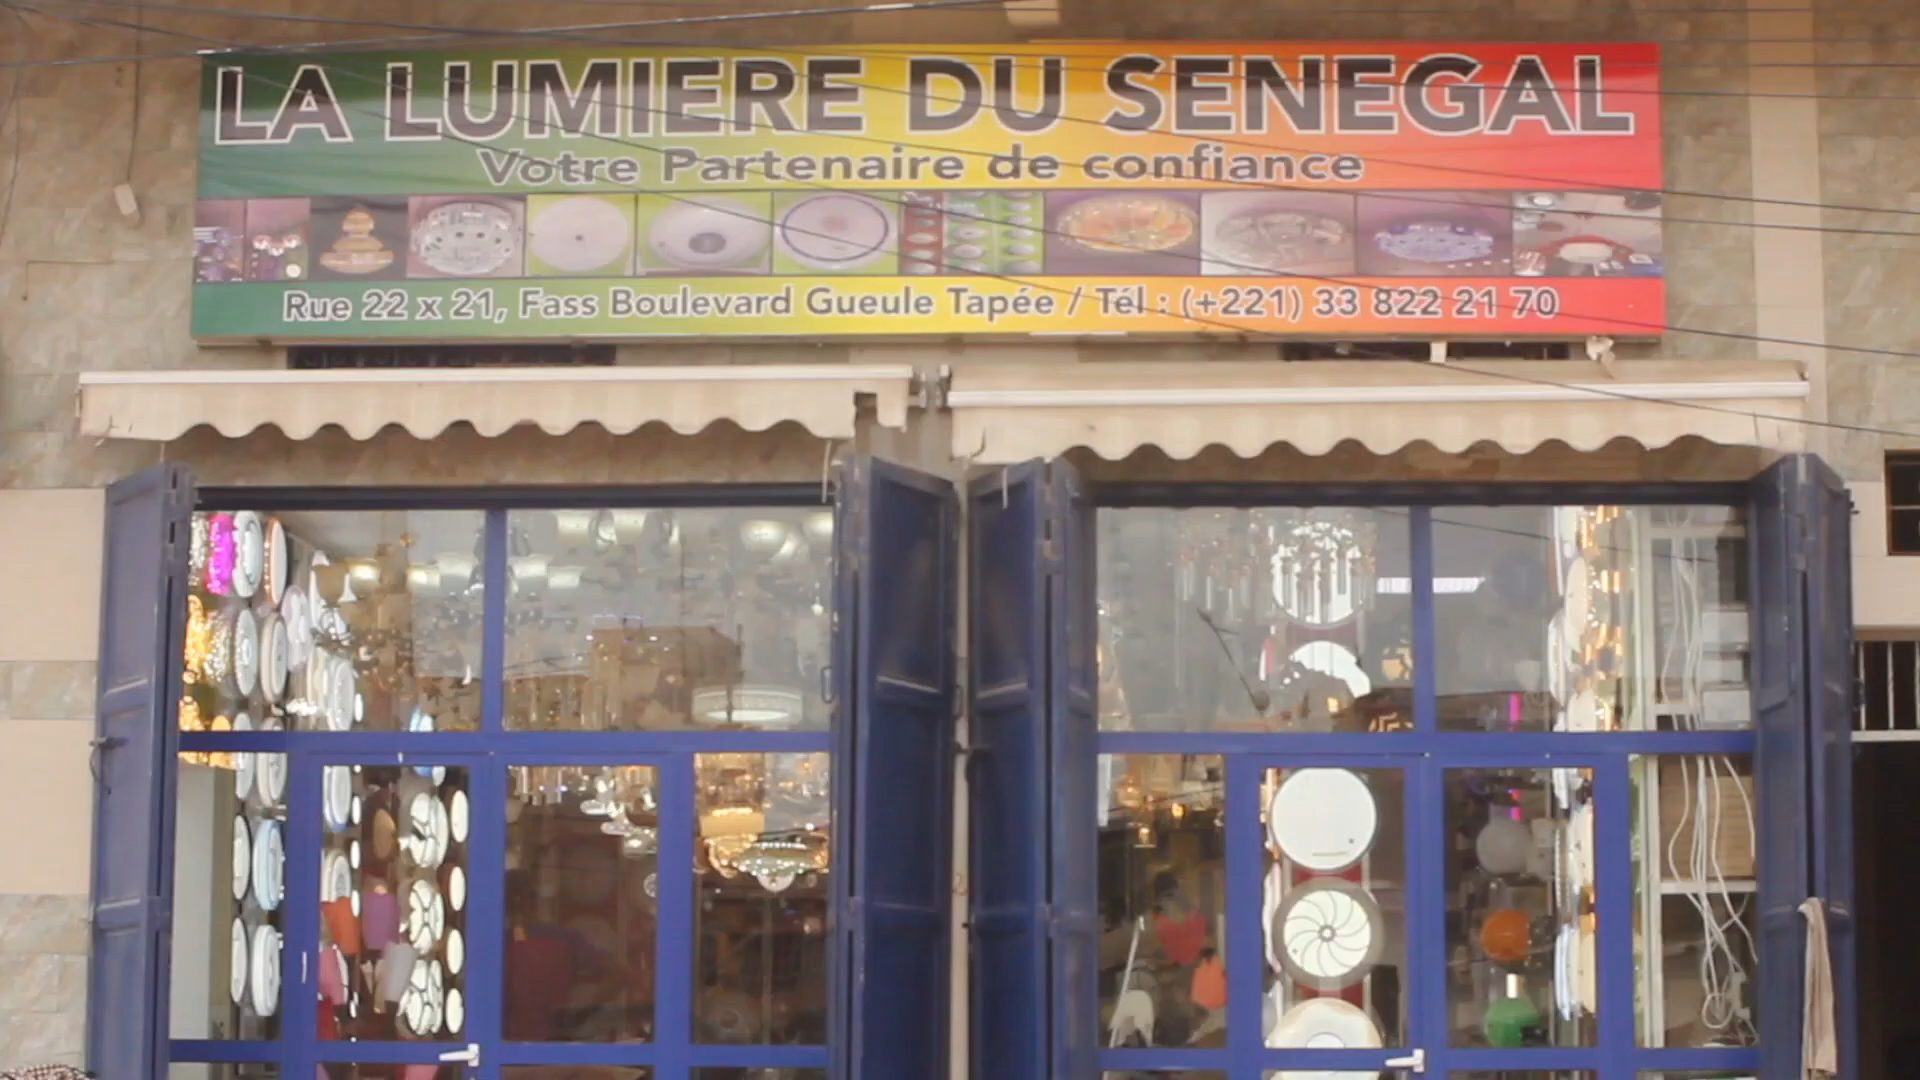 LA LUMIERE DU SENEGAL
Votre Partenaire de confiance
Rue 22 x 21, Fass Boulevard Gueule Tapée / Tél : (+221) 33 822 21 70